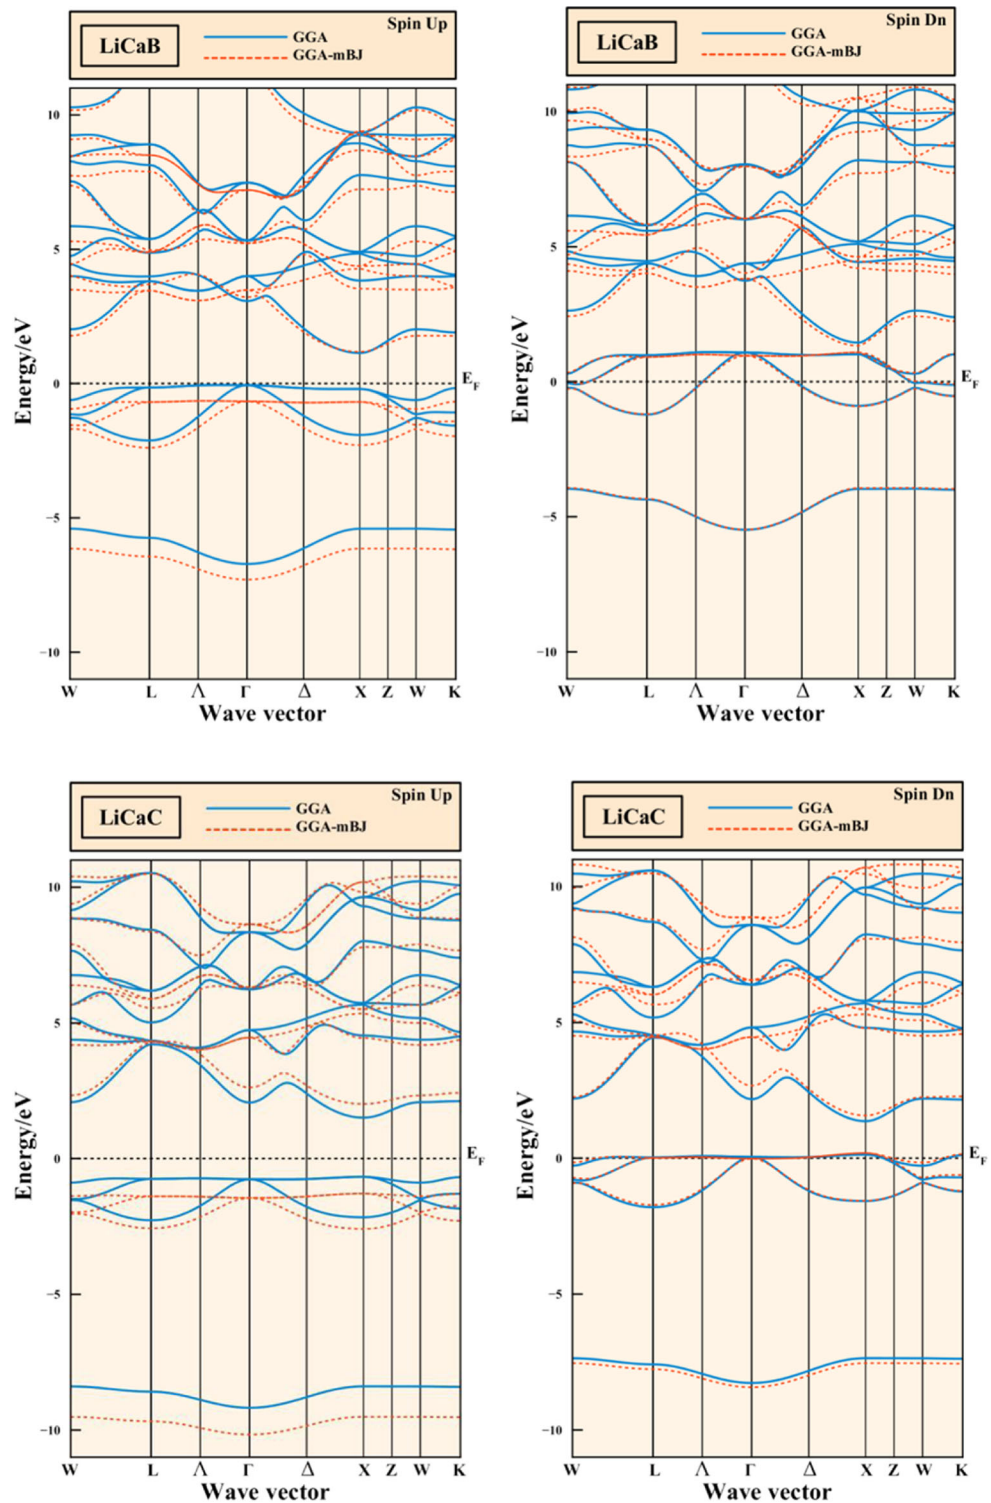 Spin Up
LiCaB
GGA
GGA-mBJ
10
5
0
−5
−10
Energy/eV
E_F
W L Λ Γ Δ X Z W K
Wave vector
Spin Dn
LiCaB
GGA
GGA-mBJ
10
5
0
−5
−10
Energy/eV
E_F
W L Λ Γ Δ X Z W K
Wave vector
Spin Up
LiCaC
GGA
GGA-mBJ
10
5
0
−5
−10
Energy/eV
E_F
W L Λ Γ Δ X Z W K
Wave vector
Spin Dn
LiCaC
GGA
GGA-mBJ
10
5
0
−5
−10
Energy/eV
E_F
W L Λ Γ Δ X Z W K
Wave vector